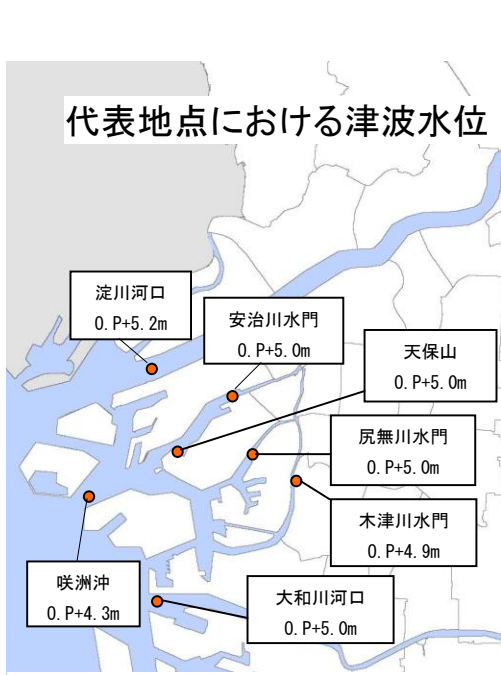 代表地点における津波水位
淀川河口
O.P+5.2m
安治川水門
O.P+5.0m
天保山
O.P+5.0m
尻無川水門
O.P+5.0m
木津川水門
O.P+4.9m
咲洲沖
O.P+4.3m
大和川河口
O.P+5.0m